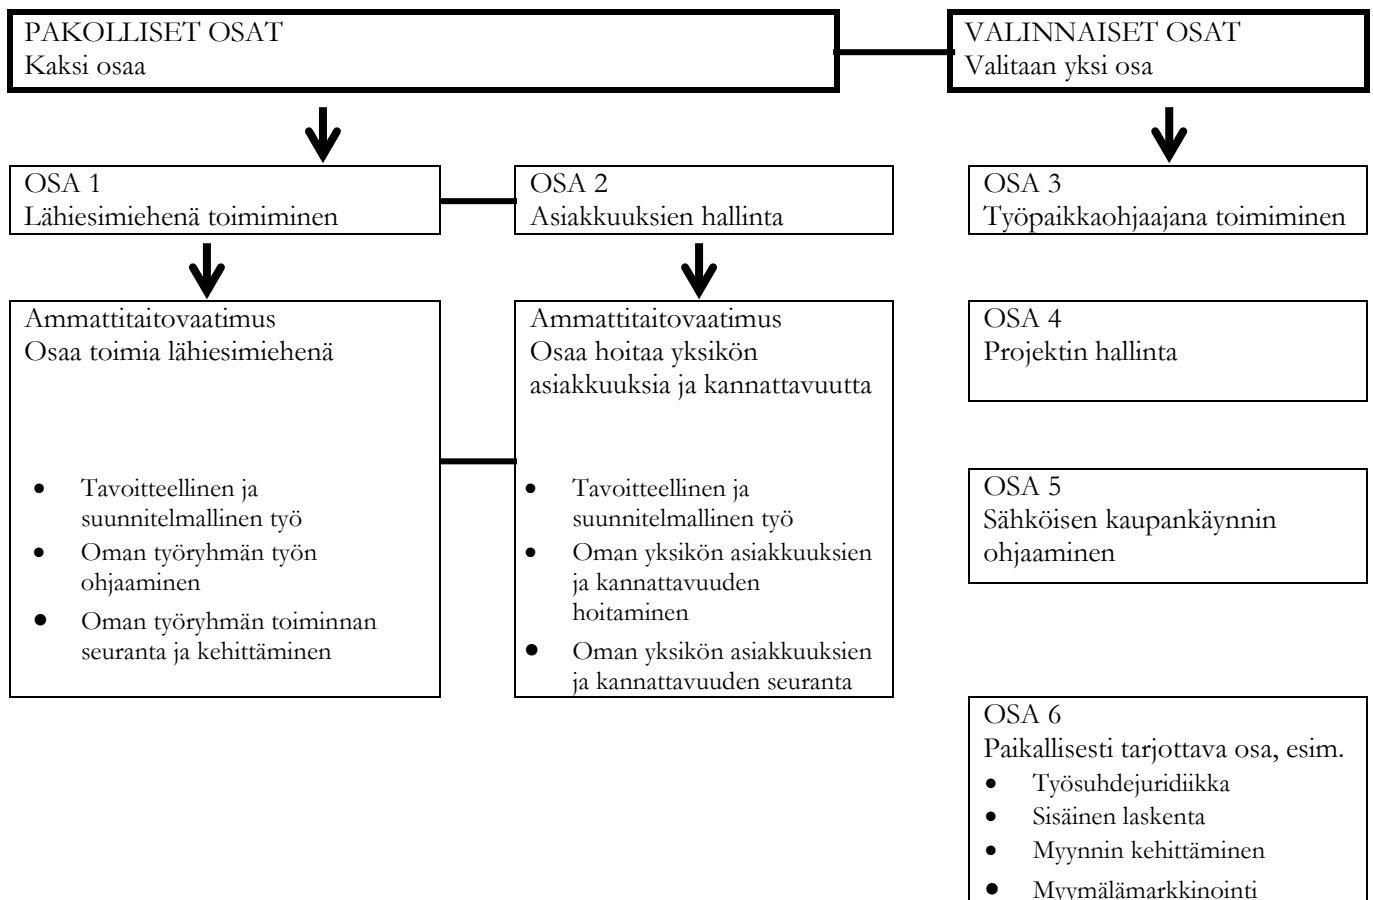 PAKOLLISET OSAT
Kaksi osaa
VALINNAISET OSAT
Valitaan yksi osa
OSA 1
Lähiesimiehenä toimiminen
OSA 2
Asiakkuuksien hallinta
OSA 3
Työpaikkaohjaajana toimiminen
Ammattitaitovaatimus
Osaa toimia lähiesimiehenä
• Tavoitteellinen ja
suunnitelmallinen työ
• Oman työryhmän työn
ohjaaminen
• Oman työryhmän toiminnan
seuranta ja kehittäminen
Ammattitaitovaatimus
Osaa hoitaa yksikön
asiakkuuksia ja kannattavuutta
• Tavoitteellinen ja
suunnitelmallinen työ
• Oman yksikön asiakkuuksien
ja kannattavuuden
hoitaminen
• Oman yksikön asiakkuuksien
ja kannattavuuden seuranta
OSA 4
Projektin hallinta
OSA 5
Sähköisen kaupankäynnin
ohjaaminen
OSA 6
Paikallisesti tarjottava osa, esim.
• Työsuhdejuridiikka
• Sisäinen laskenta
• Myynnin kehittäminen
• Myymälämarkkinointi